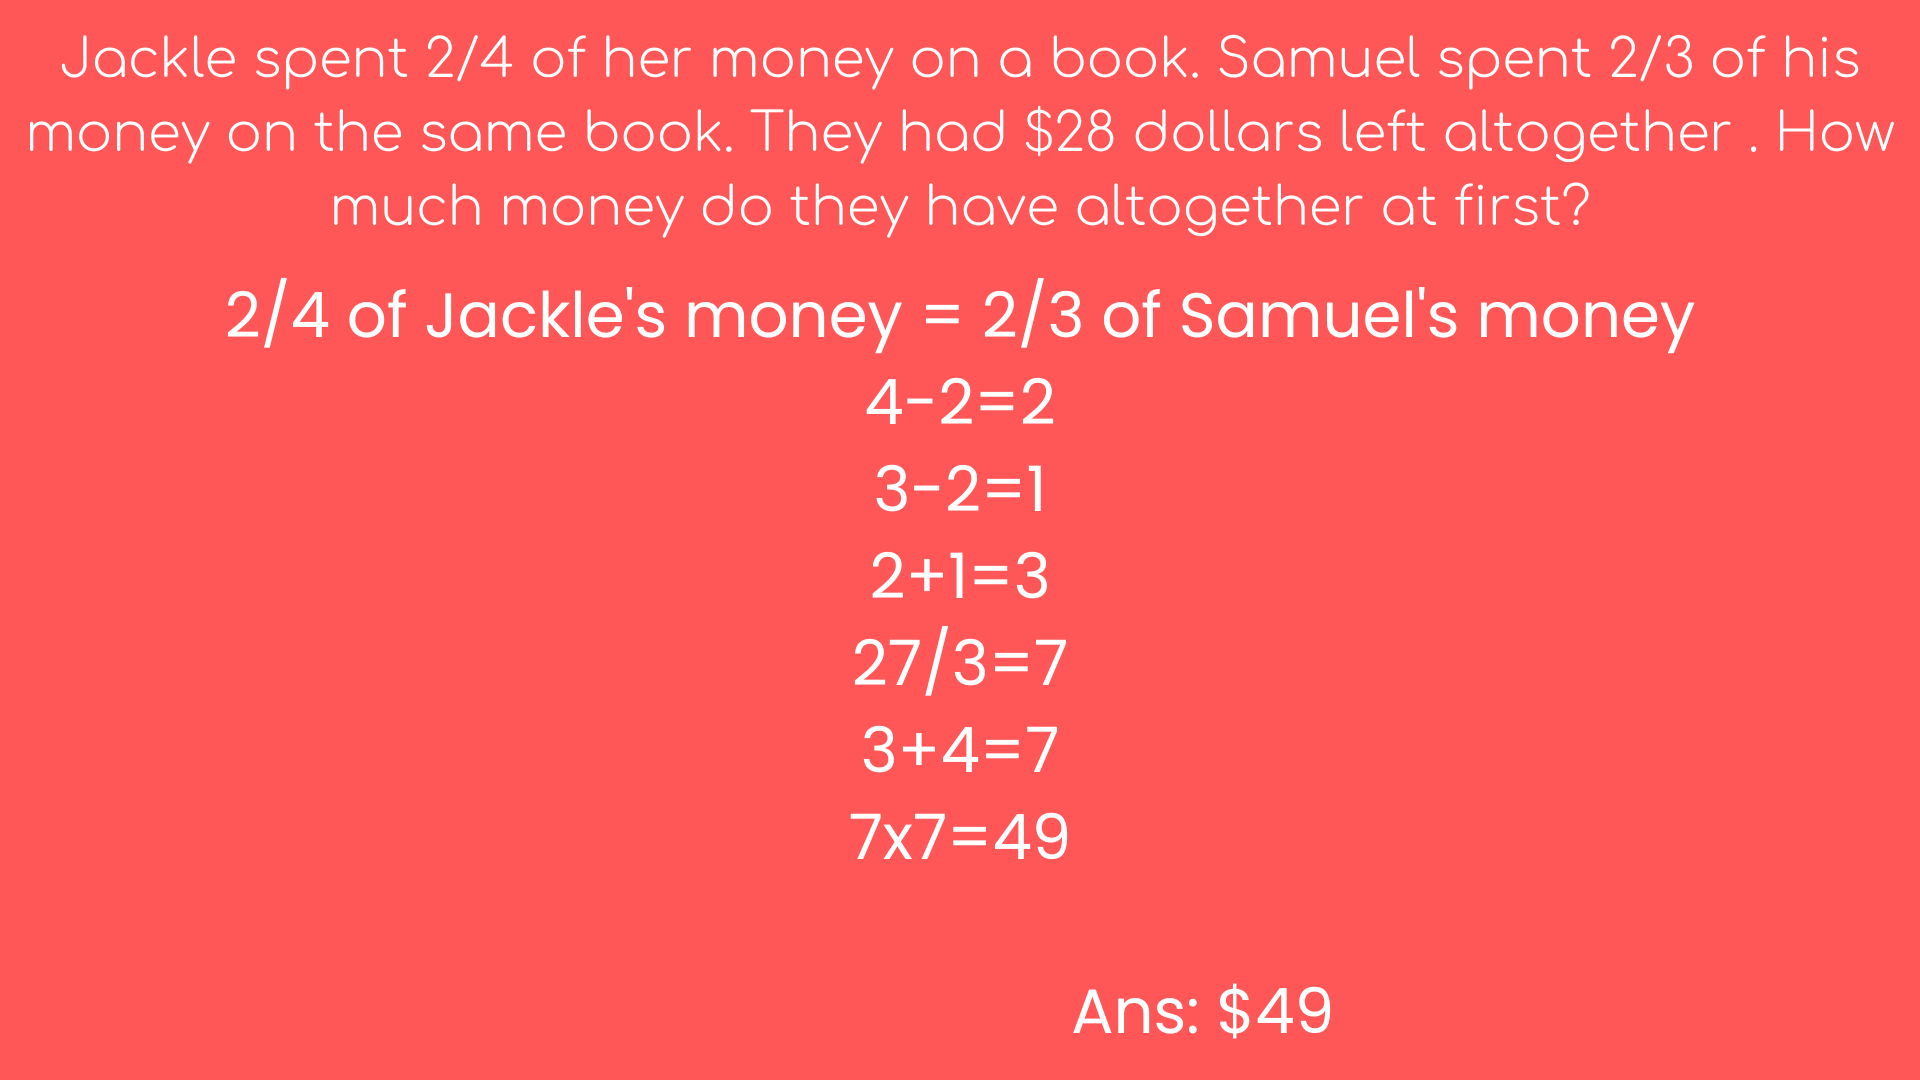 Jackle spent 2/4 of her money on a book. Samuel spent 2/3 of his
money on the same book. They had $28 dollars left altogether . How
much money do they have altogether at first?
2/4 of Jackle's money = 2/3 of Samuel's money
4-2=2
3-2=1
2+1=3
27/3=7
3+4=7
7x7=49
Ans: $49